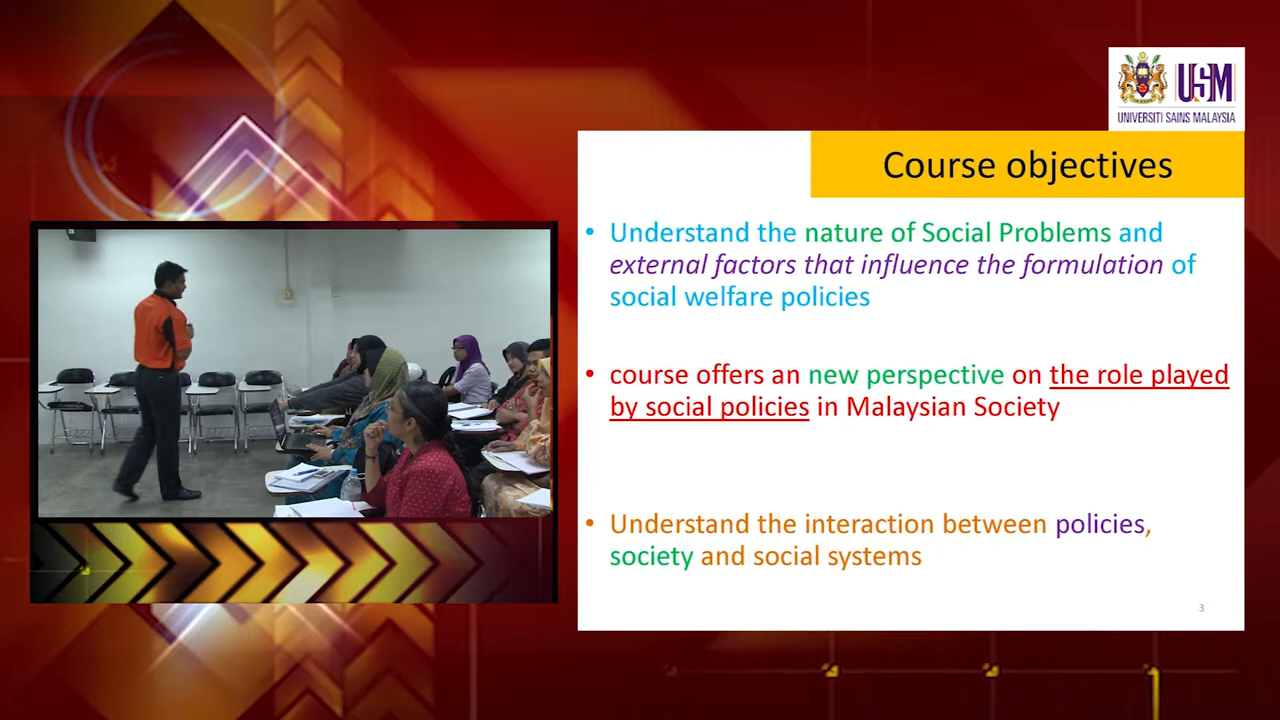 USM
UNIVERSITI SAINS MALAYSIA
Course objectives
• Understand the nature of Social Problems and
external factors that influence the formulation of
social welfare policies
• course offers an new perspective on the role played
by social policies in Malaysian Society
• Understand the interaction between policies,
society and social systems
3